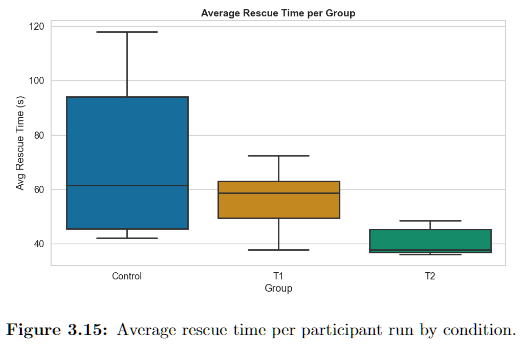 Average Rescue Time per Group
Avg Rescue Time (s)
120
100
80
60
40
Control
T1
T2
Group
Figure 3.15: Average rescue time per participant run by condition.